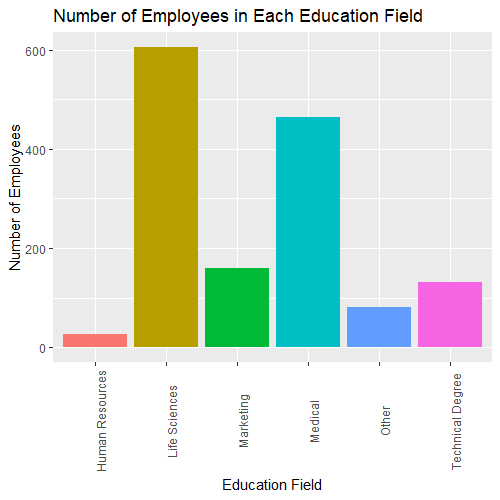 Number of Employees in Each Education Field
Number of Employees
600
400
200
0
Human Resources
Life Sciences
Marketing
Medical
Other
Technical Degree
Education Field